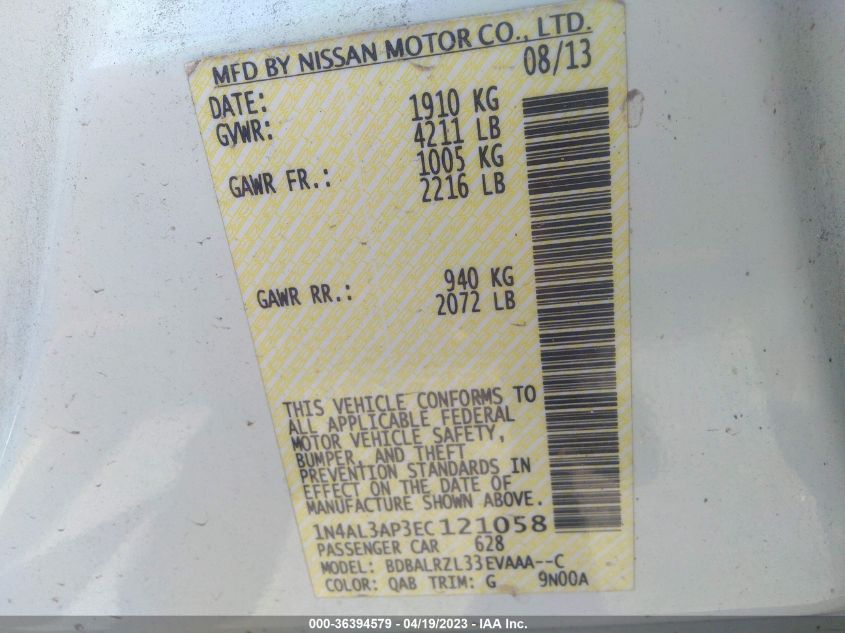 MFD BY NISSAN MOTOR CO., LTD.
DATE: 08/13
GVWR: 1910 KG
4211 LB
GAWR FR.: 1005 KG
2216 LB
GAWR RR.: 940 KG
2072 LB
THIS VEHICLE CONFORMS TO
ALL APPLICABLE FEDERAL
MOTOR VEHICLE SAFETY,
BUMPER, AND THEFT
PREVENTION STANDARDS IN
EFFECT ON THE DATE OF
MANUFACTURE SHOWN ABOVE.
1N4AL3AP3EC121058
PASSENGER CAR 628
MODEL: BDBALRZL33EVAAA--C
COLOR: QAB TRIM: G 9N00A
000-36394579 - 04/19/2023 - IAA Inc.